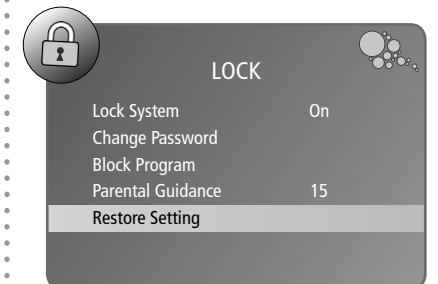 LOCK
Lock System On
Change Password
Block Program
Parental Guidance 15
Restore Setting